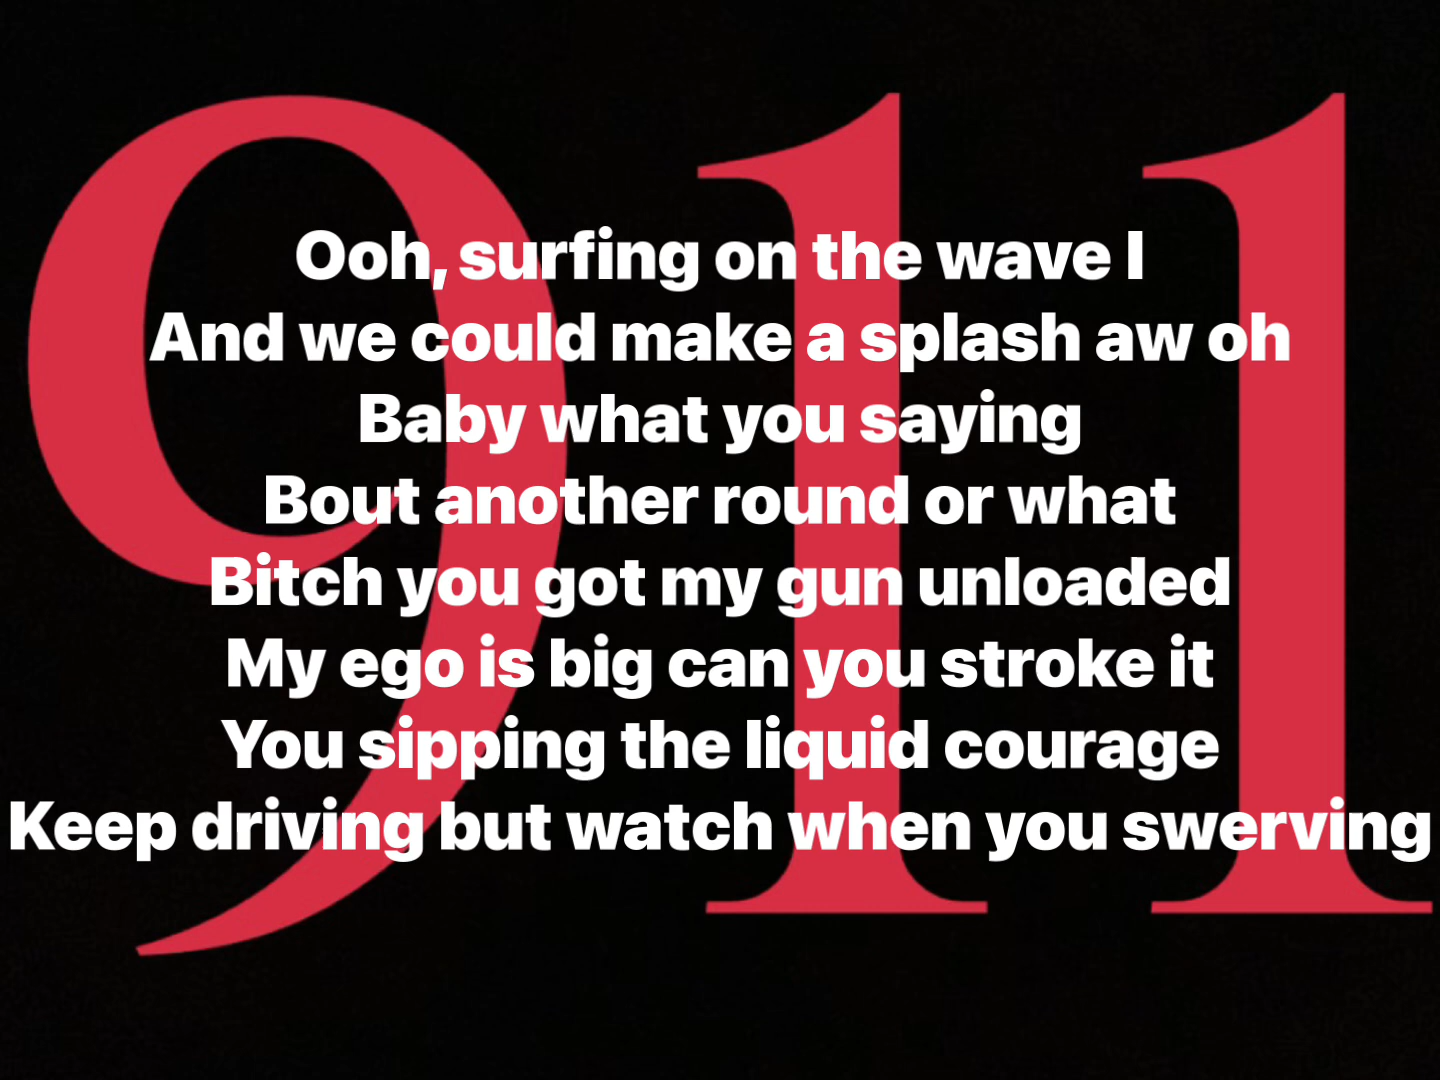 911
Ooh, surfing on the wave I
And we could make a splash aw oh
Baby what you saying
Bout another round or what
Bitch you got my gun unloaded
My ego is big can you stroke it
You sipping the liquid courage
Keep driving but watch when you swerving